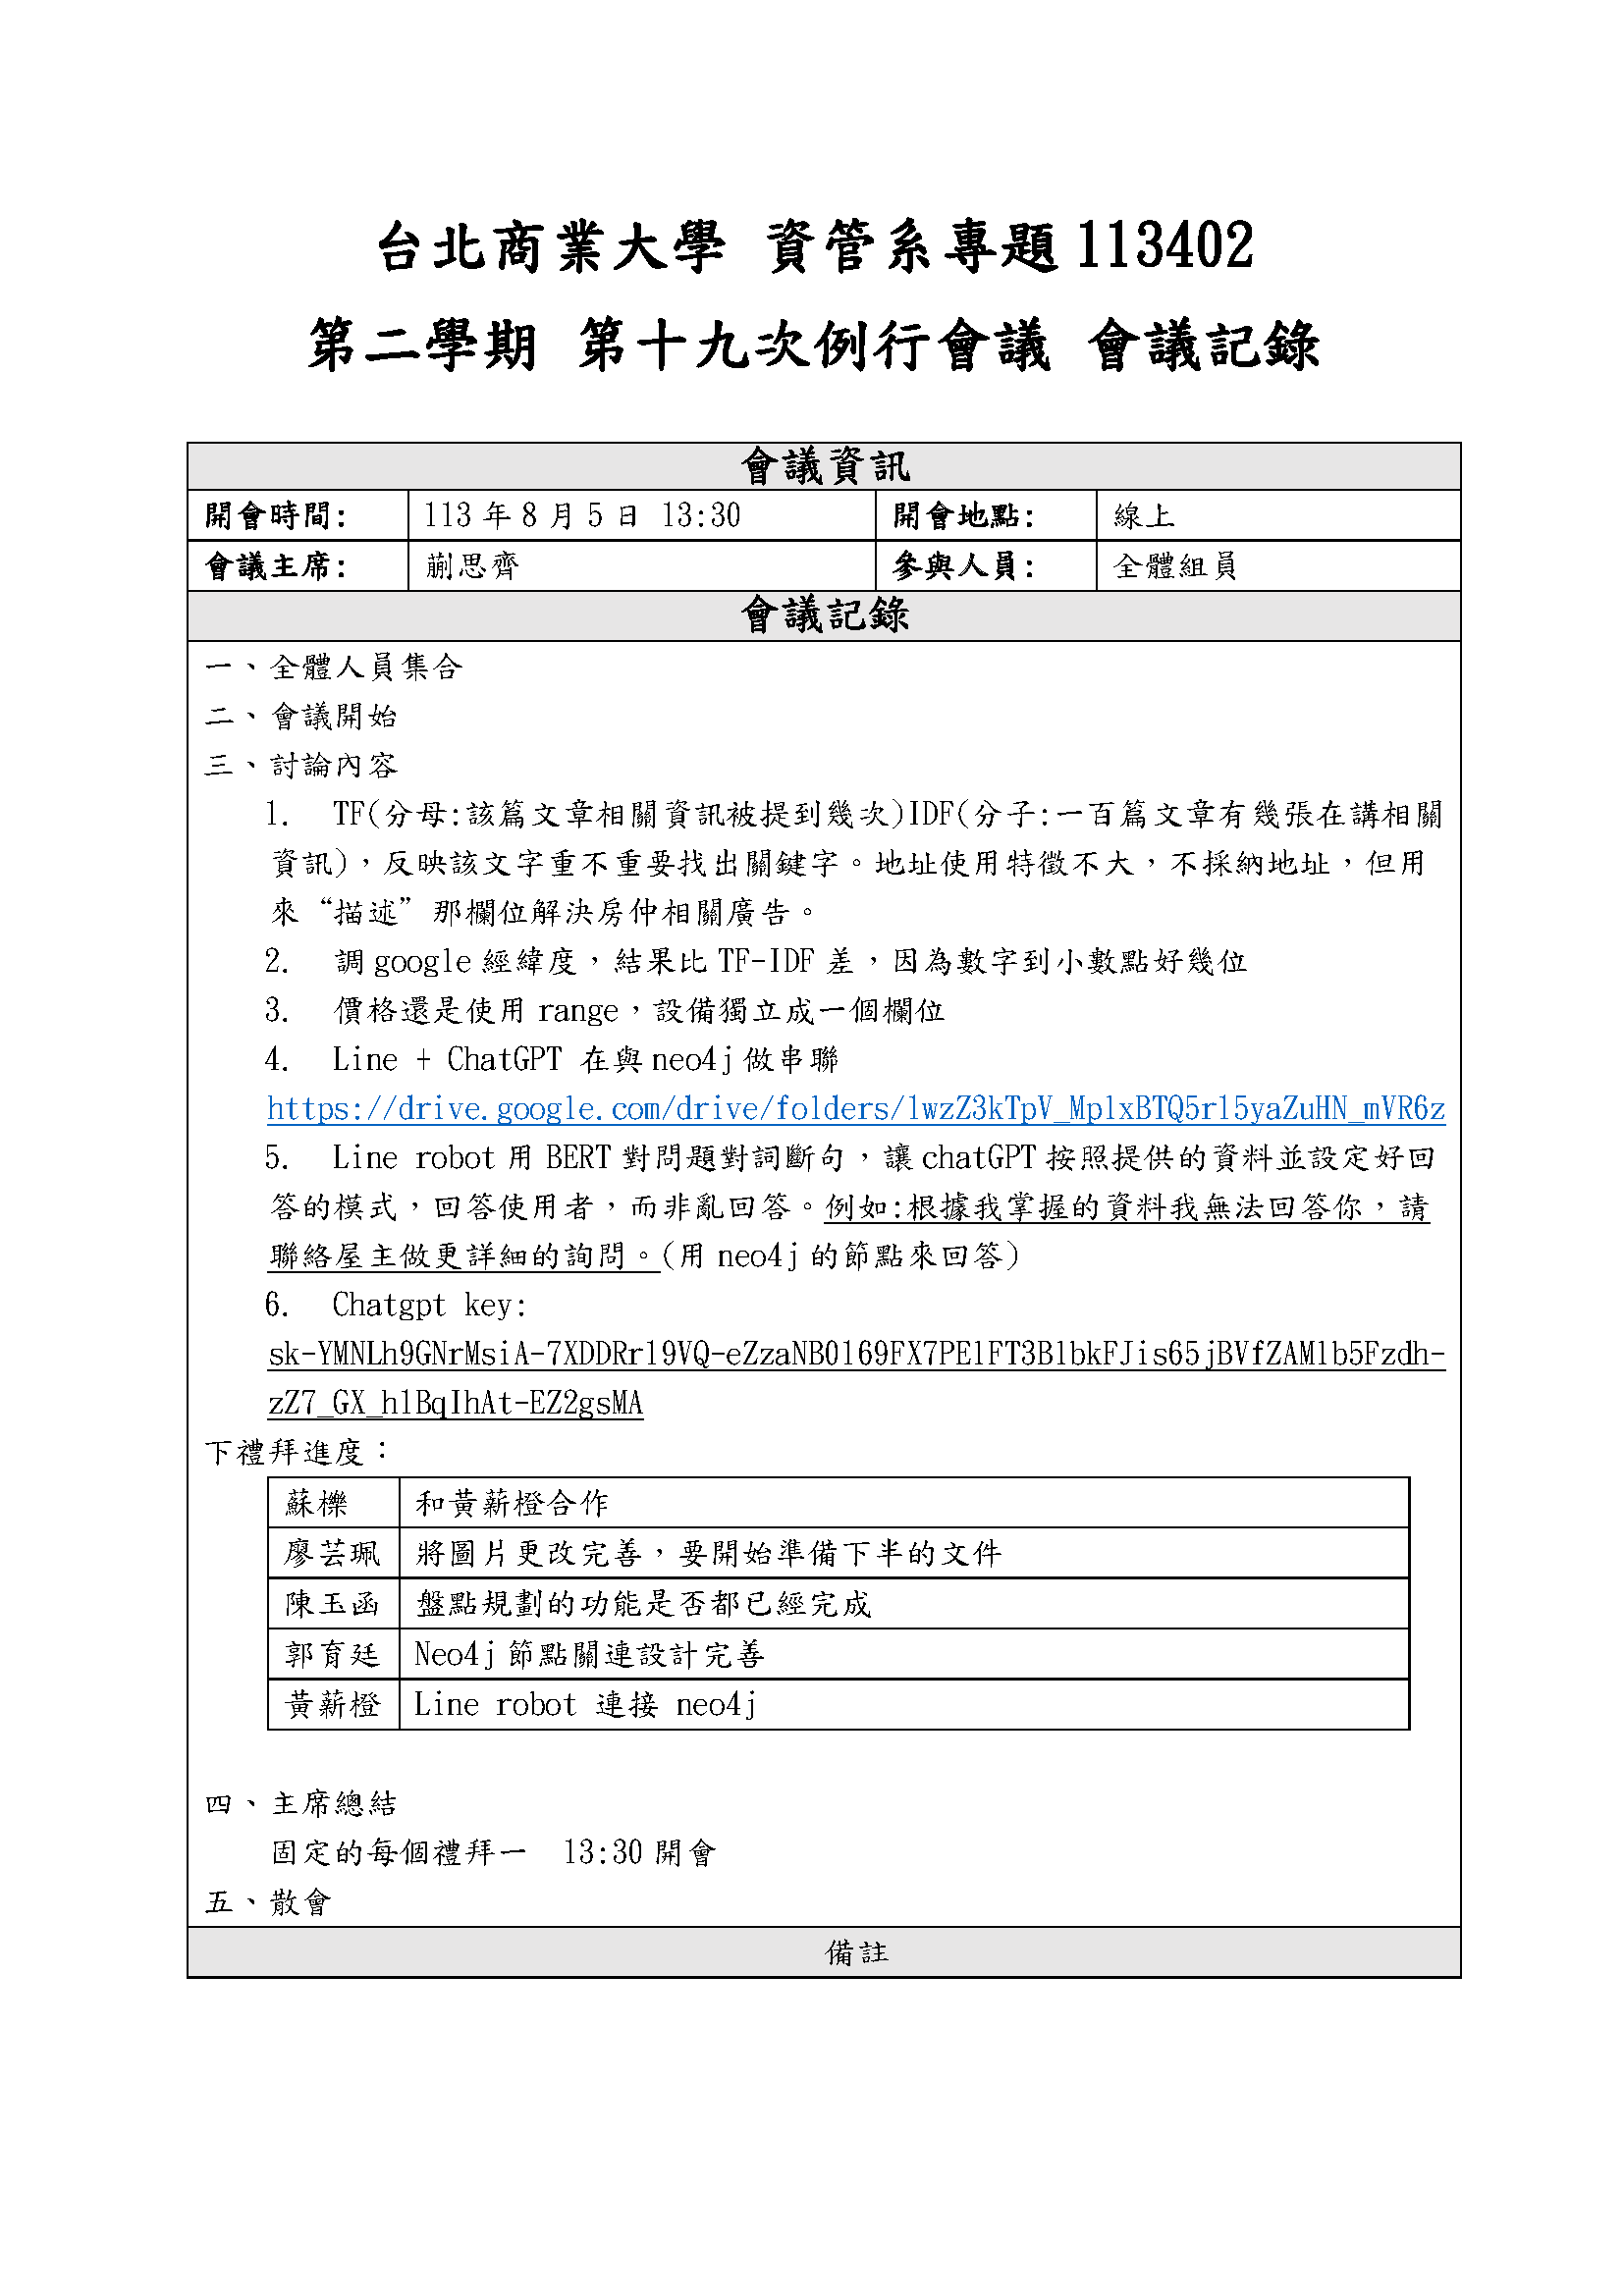 台北商業大學 資管系專題113402
第二學期 第十九次例行會議 會議記錄
會議資訊
開會時間: 113年8月5日 13:30 開會地點: 線上
會議主席: 蒯思齊 參與人員: 全體組員
會議記錄
一、全體人員集合
二、會議開始
三、討論內容
1. TF(分母:該篇文章相關資訊被提到幾次)IDF(分子:一百篇文章有幾張在講相關
資訊)，反映該文字重不重要找出關鍵字。地址使用特徵不大，不採納地址，但用
來“描述”那欄位解決房仲相關廣告。
2. 調google經緯度，結果比TF-IDF差，因為數字到小數點好幾位
3. 價格還是使用range，設備獨立成一個欄位
4. Line + ChatGPT 在與neo4j做串聯
https://drive.google.com/drive/folders/1wzZ3kTpV_MplxBTQ5r15yaZuHN_mVR6z
5. Line robot用BERT對問題對詞斷句，讓chatGPT按照提供的資料並設定好回
答的模式，回答使用者，而非亂回答。例如:根據我掌握的資料我無法回答你，請
聯絡屋主做更詳細的詢問。(用neo4j的節點來回答)
6. Chatgpt key:
sk-YMNLh9GNrMsiA-7XDDRr19VQ-eZzaNB0169FX7PElFT3BlbkFJis65jBVfZAMlb5Fzdh-
zZ7_GX_hlBqIhAt-EZ2gsMA
下禮拜進度：
蘇櫟 和黃薪橙合作
廖芸珮 將圖片更改完善，要開始準備下半的文件
陳玉函 盤點規劃的功能是否都已經完成
郭育廷 Neo4j節點關連設計完善
黃薪橙 Line robot 連接 neo4j
四、主席總結
固定的每個禮拜一 13:30開會
五、散會
備註